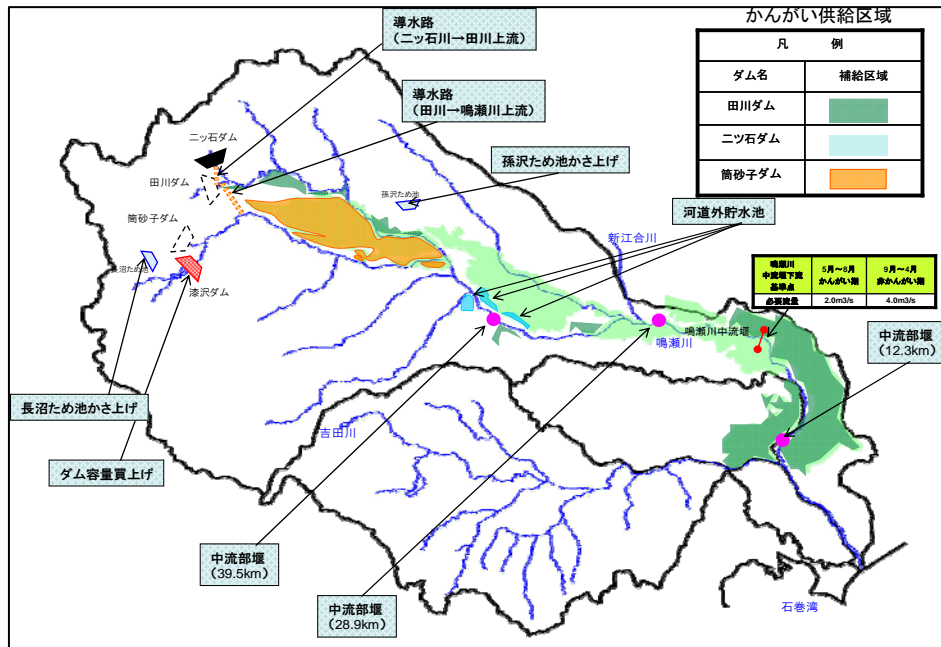 かんがい供給区域
凡　例
ダム名
補給区域
田川ダム
二ツ石ダム
筒砂子ダム
導水路
(二ッ石川→田川上流)
導水路
(田川→鳴瀬川上流)
孫沢ため池かさ上げ
河道外貯水池
二ッ石ダム
田川ダム
孫沢ため池
筒砂子ダム
新江合川
長沼ため池
漆沢ダム
鳴瀬川
中流堰下流
基準点
5月～8月
かんがい期
9月～4月
非かんがい期
必要流量
2.0m3/s
4.0m3/s
鳴瀬川中流堰
鳴瀬川
中流部堰
(12.3km)
長沼ため池かさ上げ
吉田川
ダム容量買上げ
中流部堰
(39.5km)
中流部堰
(28.9km)
石巻湾